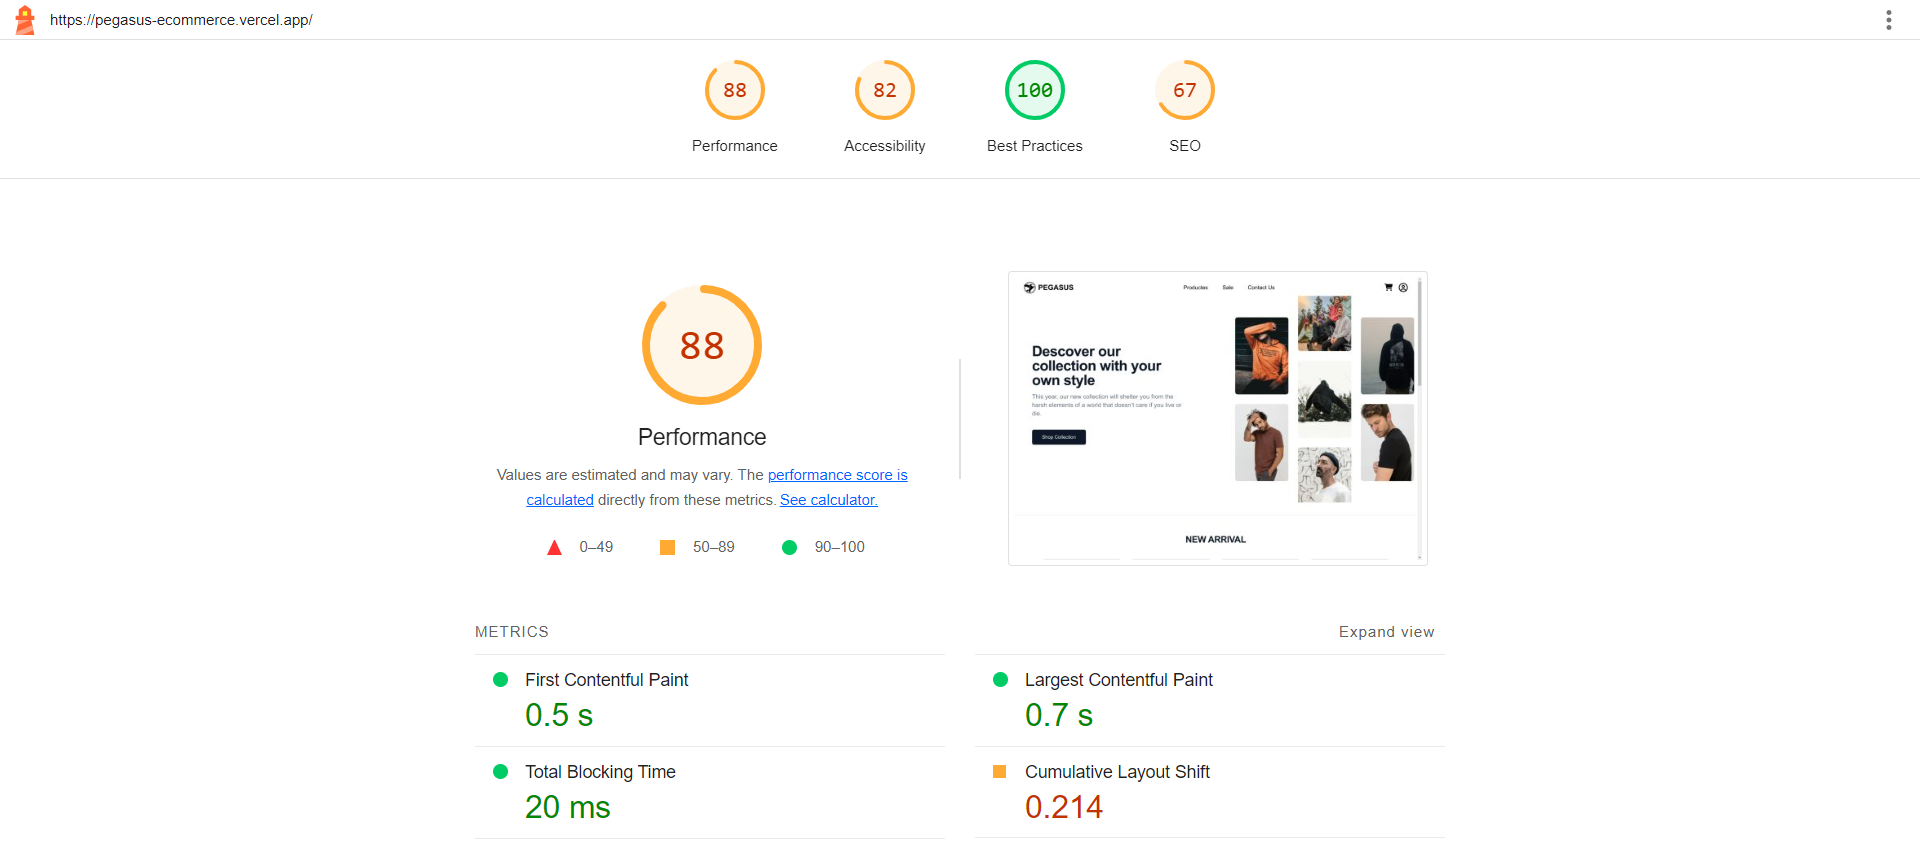 https://pegasus-ecommerce.vercel.app/
88
82
100
67
Performance
Accessibility
Best Practices
SEO
88
Performance
Values are estimated and may vary. The performance score is
calculated directly from these metrics. See calculator.
0–49
50–89
90–100
PEGASUS
Productes
Sale
Contact Us
Descover our
collection with your
own style
This year, our new collection will shelter you from the
harsh elements of a world that doesn't care if you live or
die.
Shop Collection
NEW ARRIVAL
METRICS
Expand view
First Contentful Paint
0.5 s
Largest Contentful Paint
0.7 s
Total Blocking Time
20 ms
Cumulative Layout Shift
0.214